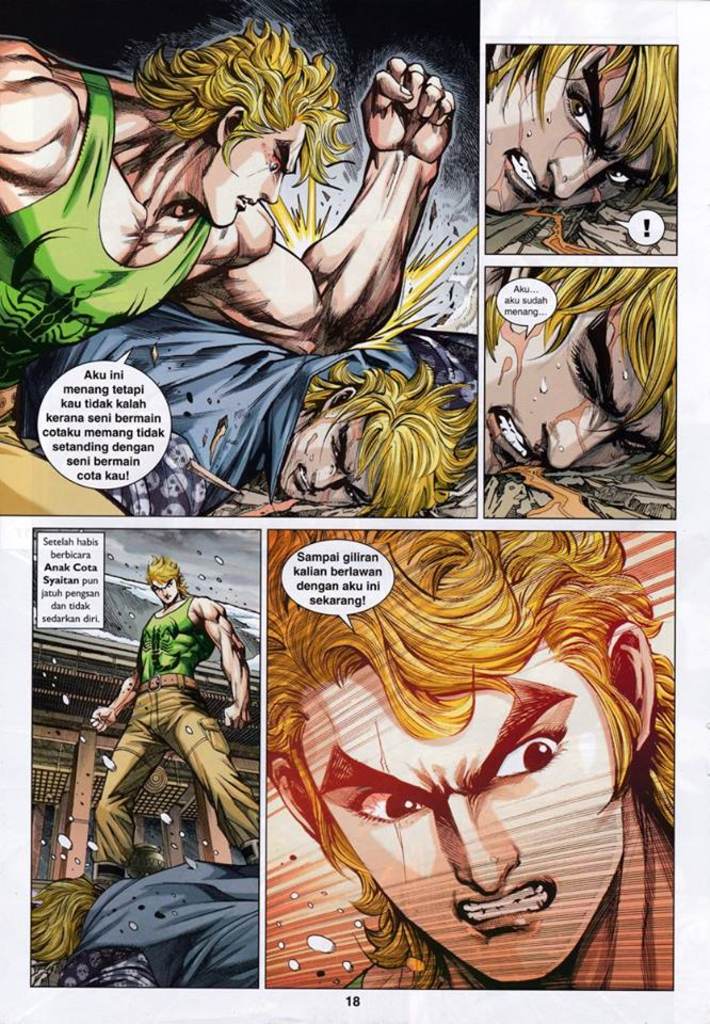 Aku ini
menang tetapi
kau tidak kalah
kerana seni bermain
cotaku memang tidak
setanding dengan
seni bermain
cota kau!
!
Aku...
aku sudah
menang...
Setelah habis
berbicara
Anak Cota
Syaitan pun
jatuh pengsan
dan tidak
sedarkan diri.
Sampai giliran
kalian berlawan
dengan aku ini
sekarang!
18